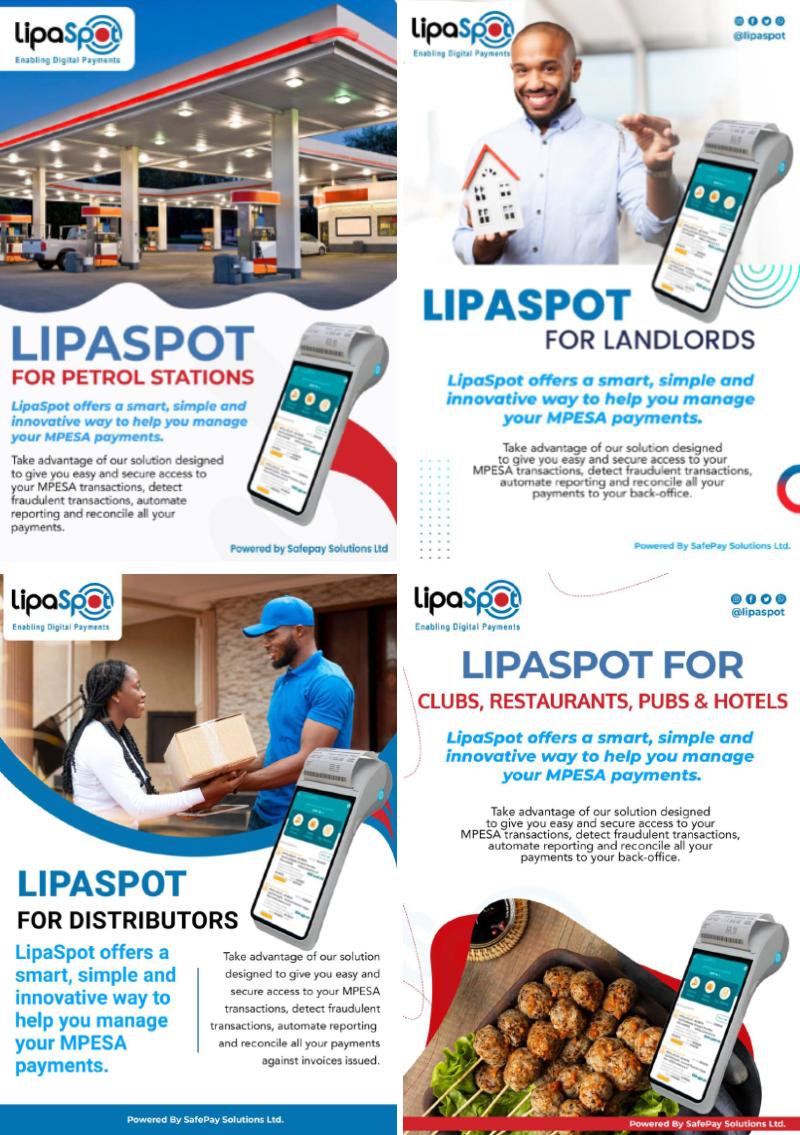 LipaSpot
Enabling Digital Payments
LIPASPOT
FOR PETROL STATIONS
LipaSpot offers a smart, simple and
innovative way to help you manage
your MPESA payments.
Take advantage of our solution designed
to give you easy and secure access to
your MPESA transactions, detect
fraudulent transactions, automate
reporting and reconcile all your
payments.
Powered by Safepay Solutions Ltd
LipaSpot
Enabling Digital Payments
@lipaspot
LIPASPOT
FOR LANDLORDS
LipaSpot offers a smart, simple and
innovative way to help you manage
your MPESA payments.
Take advantage of our solution designed
to give you easy and secure access to your
MPESA transactions, detect fraudulent transactions,
automate reporting and reconcile all your
payments to your back-office.
Powered By SafePay Solutions Ltd.
LipaSpot
Enabling Digital Payments
LIPASPOT
FOR DISTRIBUTORS
LipaSpot offers a
smart, simple and
innovative way to
help you manage
your MPESA
payments.
Take advantage of our solution
designed to give you easy and
secure access to your MPESA
transactions, detect fraudulent
transactions, automate reporting
and reconcile all your payments
against invoices issued.
Powered By SafePay Solutions Ltd.
LipaSpot
Enabling Digital Payments
@lipaspot
LIPASPOT FOR
CLUBS, RESTAURANTS, PUBS & HOTELS
LipaSpot offers a smart, simple and
innovative way to help you manage
your MPESA payments.
Take advantage of our solution designed
to give you easy and secure access to your
MPESA transactions, detect fraudulent transactions,
automate reporting and reconcile all your
payments to your back-office.
Powered By SafePay Solutions Ltd.